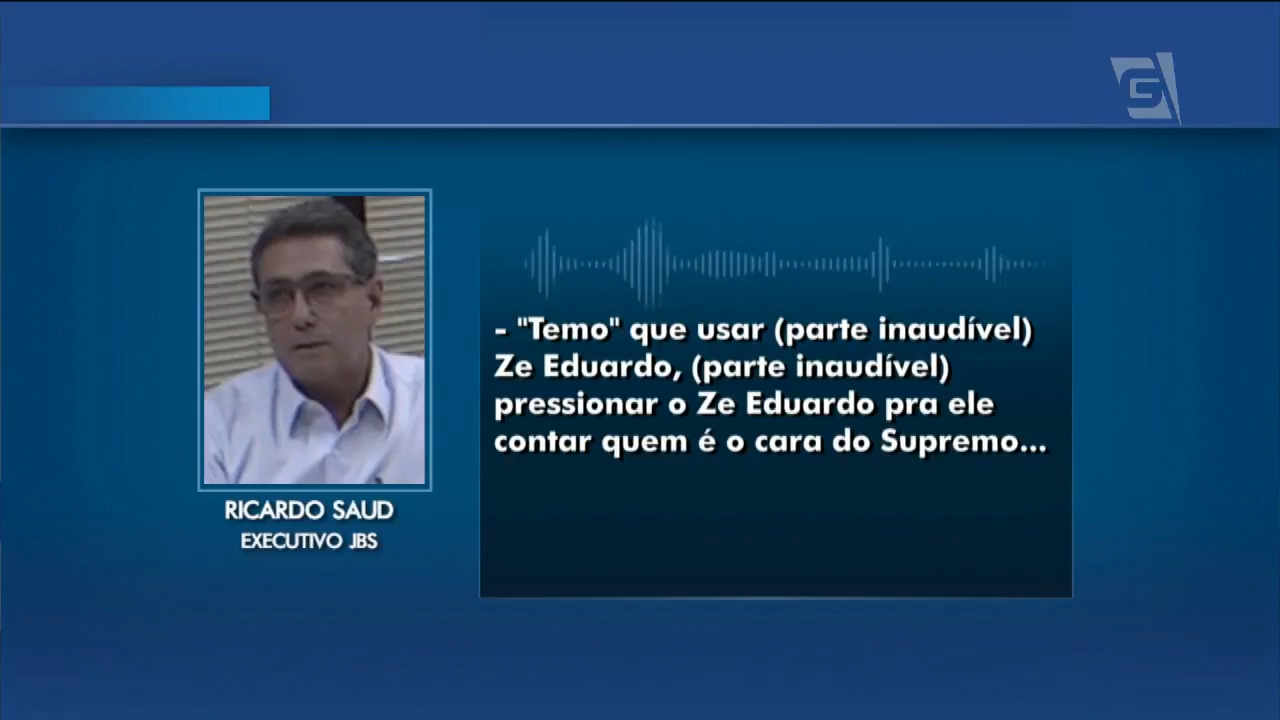 - "Temo" que usar (parte inaudível)
Ze Eduardo, (parte inaudível)
pressionar o Ze Eduardo pra ele
contar quem é o cara do Supremo...
RICARDO SAUD
EXECUTIVO JBS